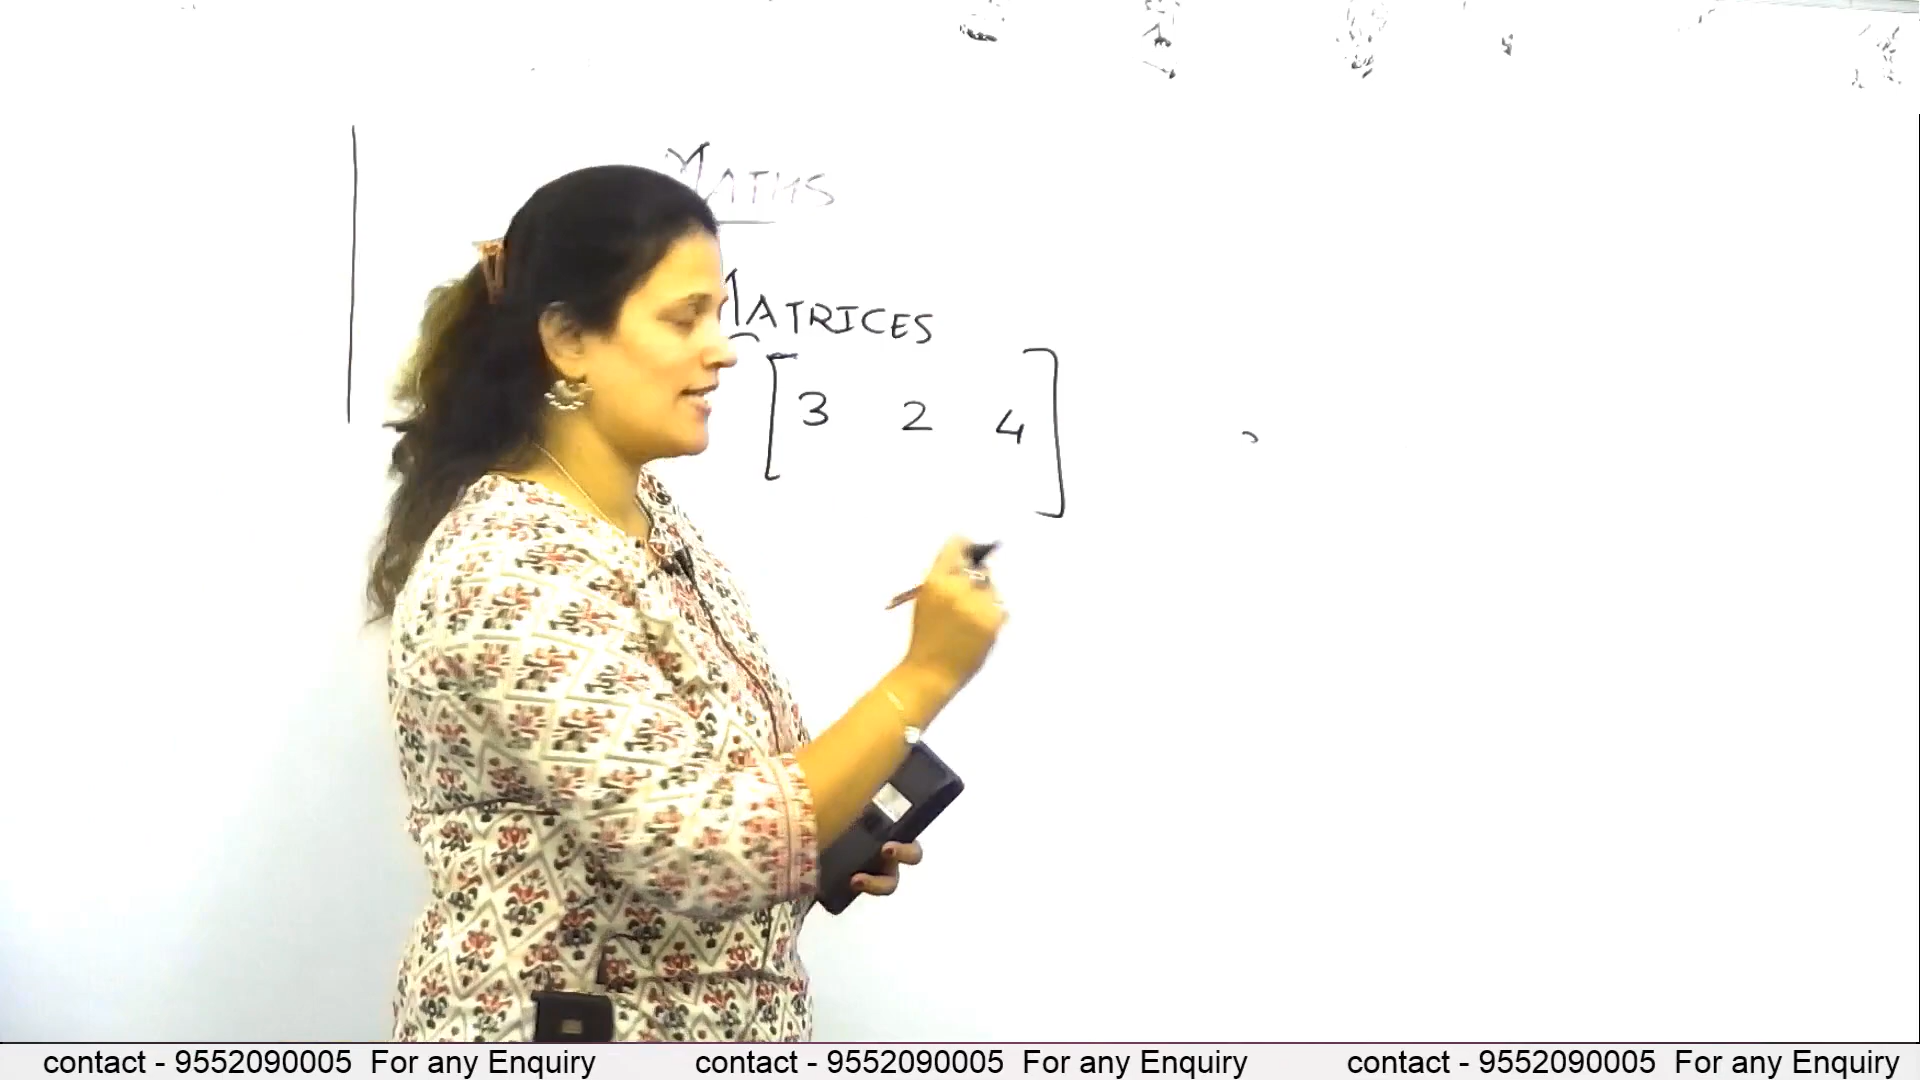 MATHS
MATRICES
[3 2 4]
contact - 9552090005 For any Enquiry contact - 9552090005 For any Enquiry contact - 9552090005 For any Enquiry